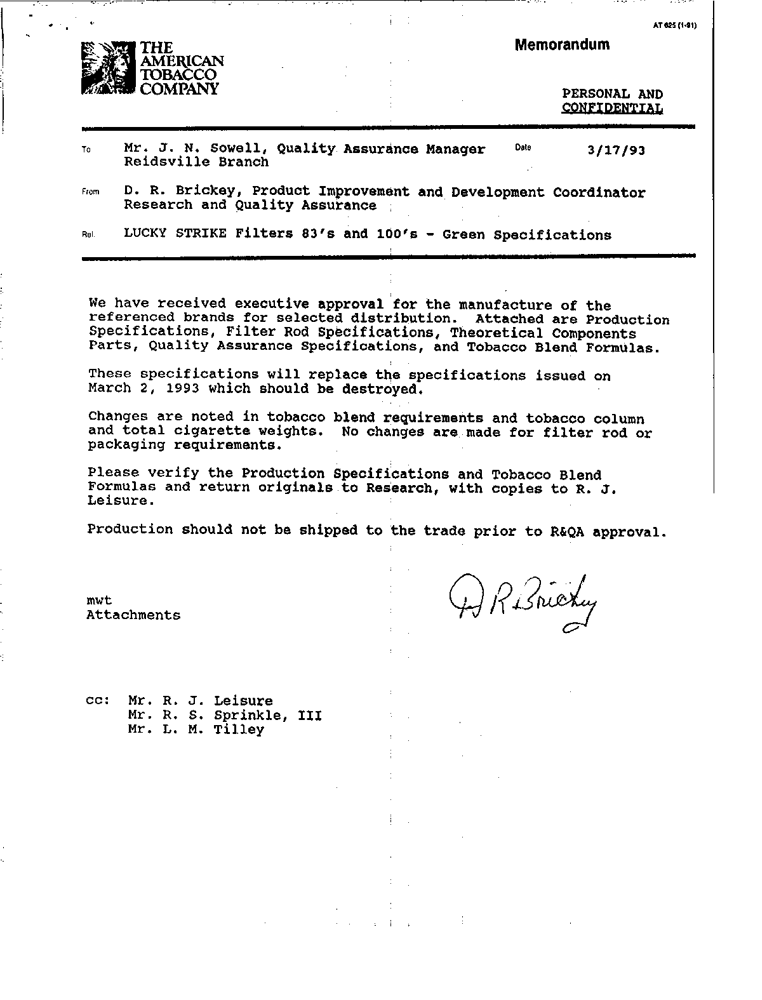 AT 625 (1-91)
THE
AMERICAN
TOBACCO
COMPANY
Memorandum
PERSONAL AND
CONFIDENTIAL
To Mr. J. N. Sowell, Quality Assurance Manager Date 3/17/93
Reidsville Branch
From D. R. Brickey, Product Improvement and Development Coordinator
Research and Quality Assurance
Ref. LUCKY STRIKE Filters 83's and 100's - Green Specifications
We have received executive approval for the manufacture of the
referenced brands for selected distribution. Attached are Production
Specifications, Filter Rod Specifications, Theoretical Components
Parts, Quality Assurance Specifications, and Tobacco Blend Formulas.
These specifications will replace the specifications issued on
March 2, 1993 which should be destroyed.
Changes are noted in tobacco blend requirements and tobacco column
and total cigarette weights. No changes are made for filter rod or
packaging requirements.
Please verify the Production Specifications and Tobacco Blend
Formulas and return originals to Research, with copies to R. J.
Leisure.
Production should not be shipped to the trade prior to R&QA approval.
D R Brickey
mwt
Attachments
cc: Mr. R. J. Leisure
Mr. R. S. Sprinkle, III
Mr. L. M. Tilley